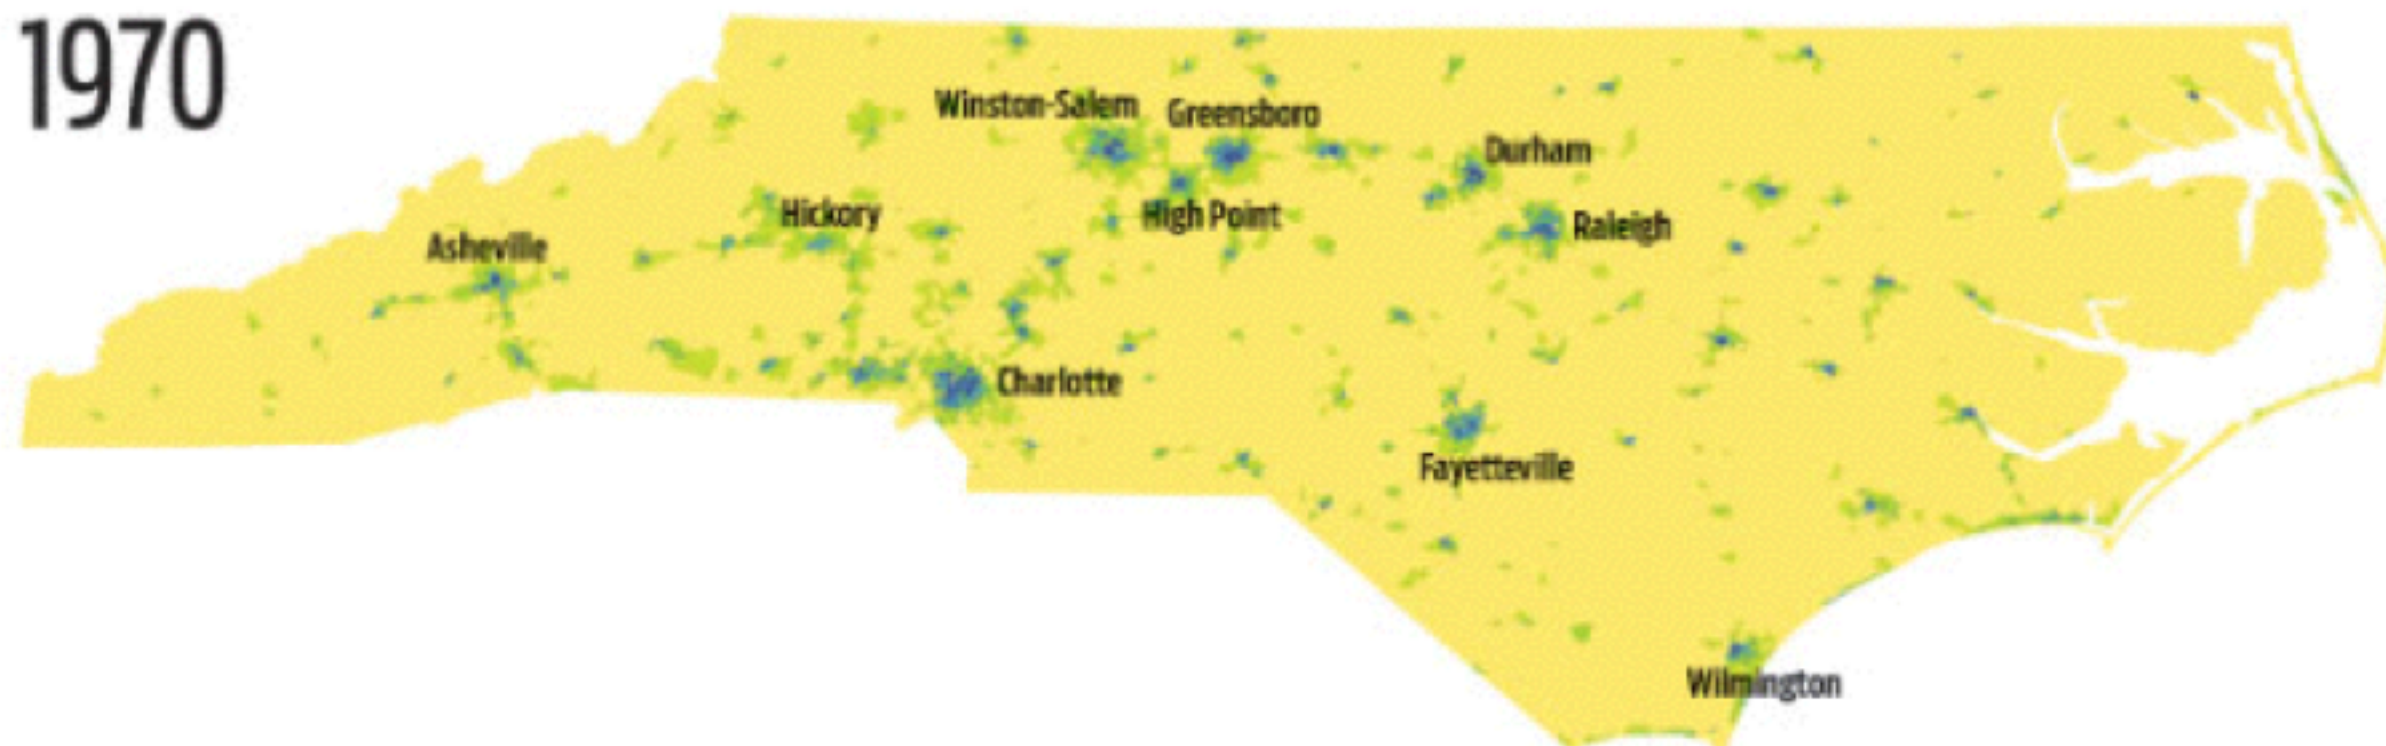 1970
Winston-Salem
Greensboro
Durham
Hickory
High Point
Raleigh
Asheville
Charlotte
Fayetteville
Wilmington